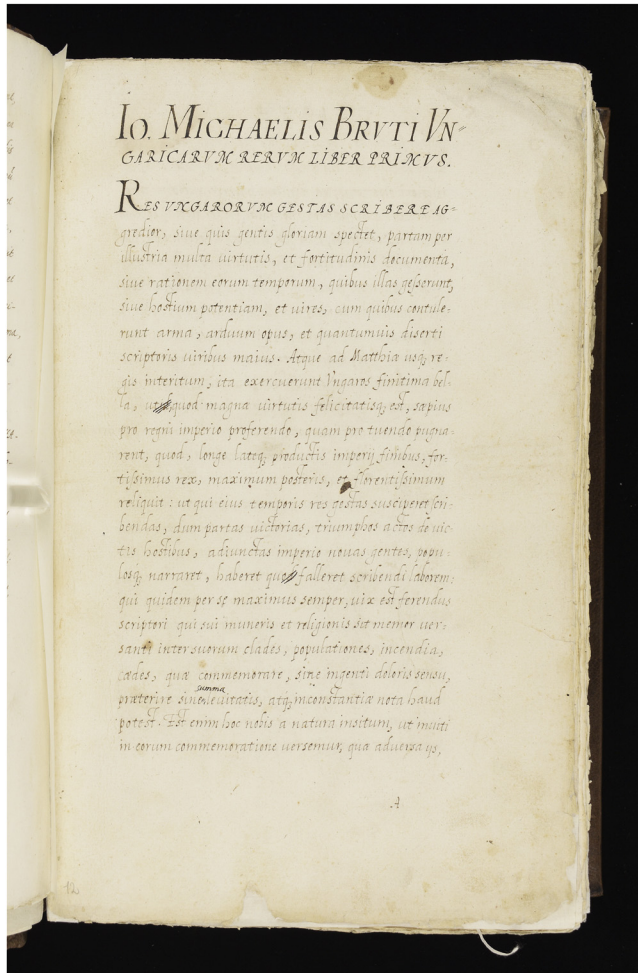 IO. MICHAELIS BRVTI VN=
GARICARVM RERVM LIBER PRIMVS.
RES VNGARORVM GESTAS SCRIBERE AG=
gredior, siue quis gentis gloriam spectet, partam per
illustria multa uirtutis, et fortitudinis documenta,
siue rationem eorum temporum, quibus illas gesserunt,
siue hostium potentiam, et uires, cum quibus contule=
runt arma, arduum opus, et quantumuis diserti
scriptoris uiribus maius. Atque ad Matthiæ usq; re=
gis interitum, ita exercuerunt Vngaros finitima bel=
la, ut quod magnæ uirtutis felicitatisq; est, sæpius
pro regni imperio proferendo, quam pro tuendo pugna=
rent, quod, longe lateq; productis imperij finibus, for=
tissimus rex, maximum posteris, et florentissimum
reliquit: ut qui eius temporis res gestas susciperet scri=
bendas, dum partas uictorias, triumphos actos de uic=
tis hostibus, adiunctas imperio nouas gentes, popu=
losq; narraret, haberet quo falleret scribendi laborem:
qui quidem per se maximus semper, uix est ferendus
scriptori qui sui muneris et religionis sit memor uer=
santi inter suorum clades, populationes, incendia,
cædes, quæ commemorare, sine ingenti doloris sensu,
præterire sine summa leuitatis, atq; inconstantiæ nota haud
potest. Est enim hoc nobis a natura insitum, ut inuiti
in eorum commemoratione uersemur, quæ aduersa ijs,
A
12